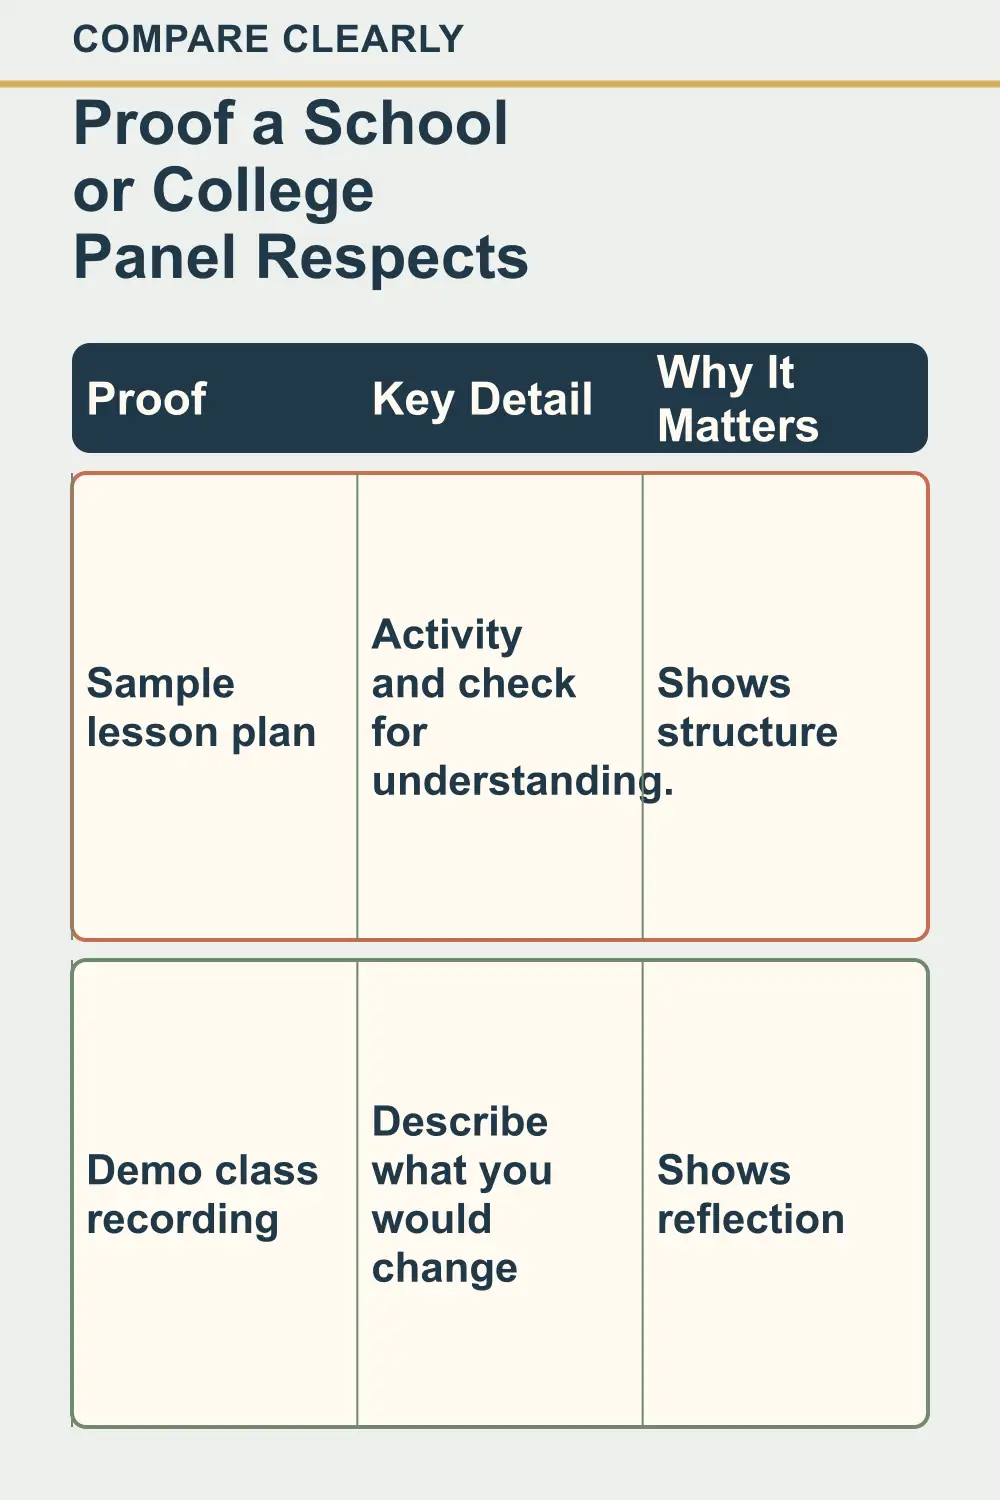 COMPARE CLEARLY
Proof a School
or College
Panel Respects
Proof
Key Detail
Why It
Matters
Sample
lesson plan
Activity
and check
for
understanding.
Shows
structure
Demo class
recording
Describe
what you
would
change
Shows
reflection